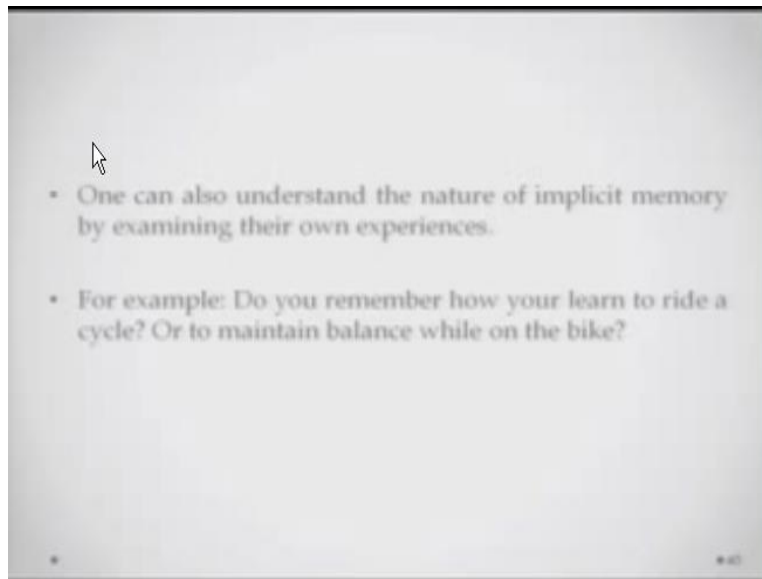 • One can also understand the nature of implicit memory
by examining their own experiences.
• For example: Do you remember how your learn to ride a
cycle? Or to maintain balance while on the bike?